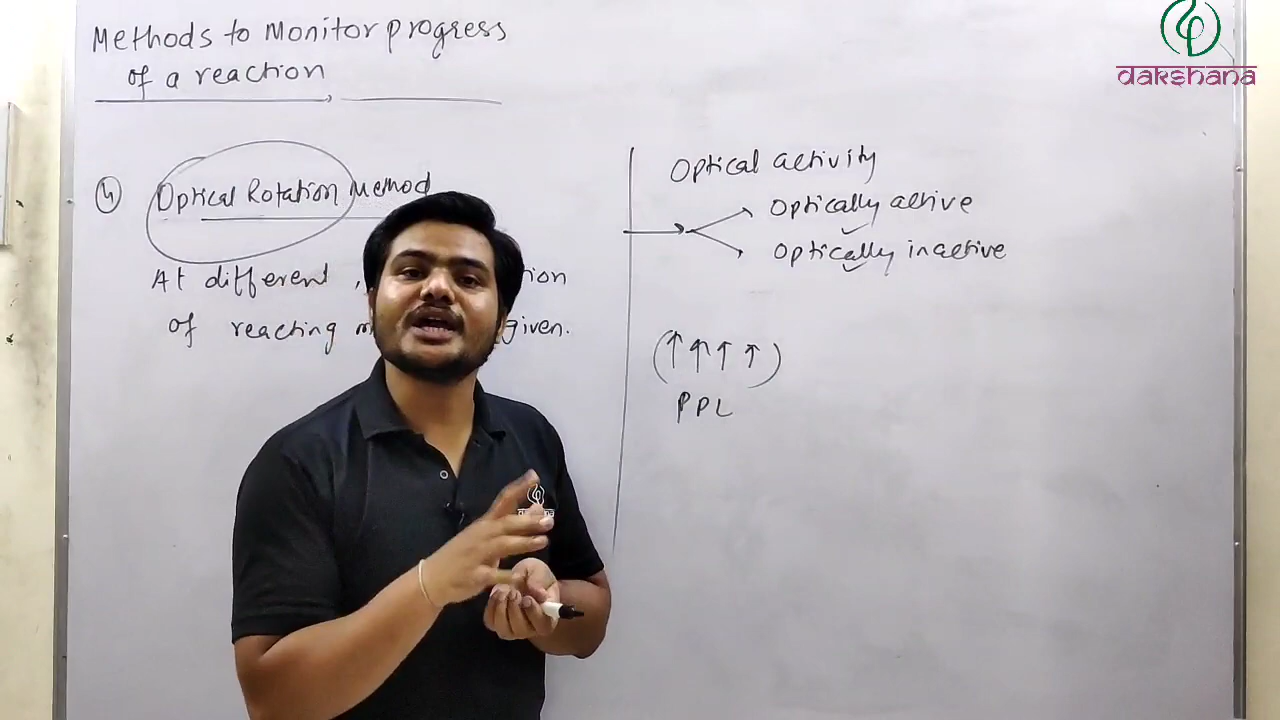 Methods to Monitor progress
of a reaction
4) Optical Rotation Method
At different , tion
of reacting m given.
Optical activity
Optically active
Optically inactive
(↑ ↑ ↑ ↑)
PPL
dakshana